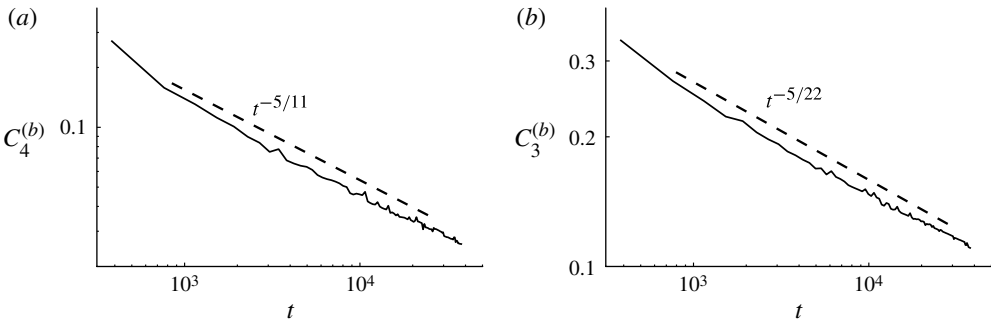 (a)
C_4^{(b)}
0.1
t^{-5/11}
10^3
10^4
t
(b)
C_3^{(b)}
0.3
0.2
0.1
t^{-5/22}
10^3
10^4
t